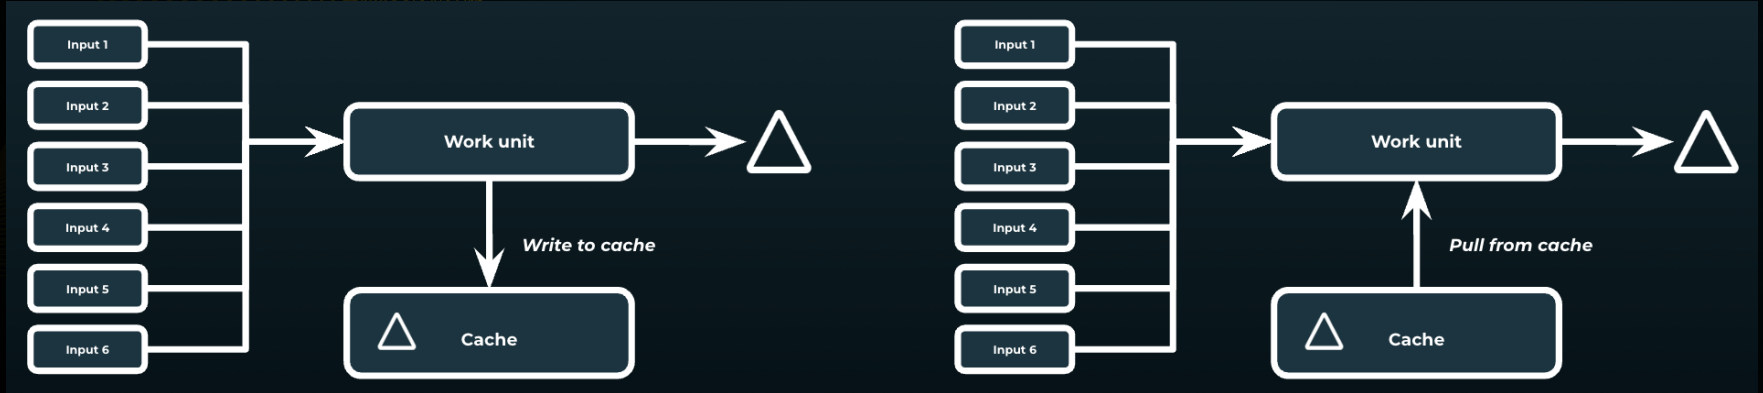 Input 1
Input 2
Input 3
Input 4
Input 5
Input 6
Work unit
Write to cache
Cache
Input 1
Input 2
Input 3
Input 4
Input 5
Input 6
Work unit
Pull from cache
Cache